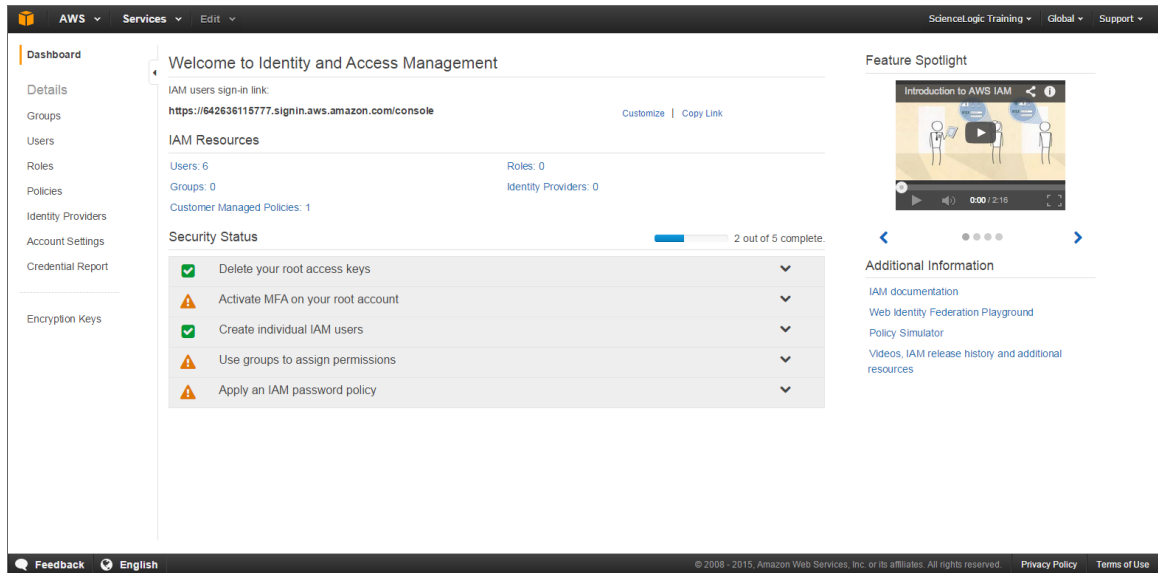 AWS Services Edit ScienceLogic Training Global Support
Dashboard
Details
Groups
Users
Roles
Policies
Identity Providers
Account Settings
Credential Report
Encryption Keys
Welcome to Identity and Access Management
IAM users sign-in link:
https://642636115777.signin.aws.amazon.com/console Customize | Copy Link
IAM Resources
Users: 6 Roles: 0
Groups: 0 Identity Providers: 0
Customer Managed Policies: 1
Security Status 2 out of 5 complete.
Delete your root access keys
Activate MFA on your root account
Create individual IAM users
Use groups to assign permissions
Apply an IAM password policy
Feature Spotlight
Introduction to AWS IAM
0:00 / 2:16
Additional Information
IAM documentation
Web Identity Federation Playground
Policy Simulator
Videos, IAM release history and additional
resources
Feedback English © 2008 - 2015, Amazon Web Services, Inc. or its affiliates. All rights reserved. Privacy Policy Terms of Use